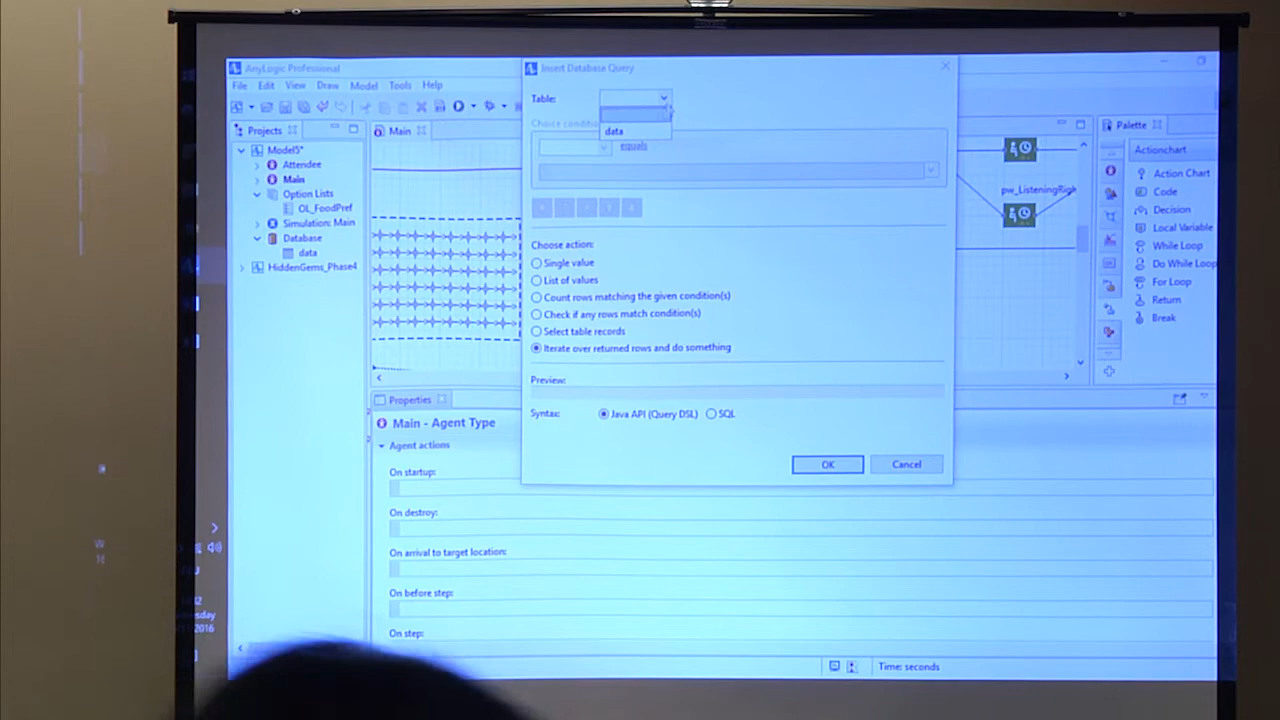 AnyLogic Professional
File Edit View Draw Model Tools Help
Projects
Model5*
Attendee
Main
Option Lists
OL_FoodPref
Simulation: Main
Database
data
HiddenGems_Phase4
Main
Insert Database Query
Table:
data
equals
Choose action:
Single value
List of values
Count rows matching the given condition(s)
Check if any rows match condition(s)
Select table records
Iterate over returned rows and do something
Preview:
Syntax: Java API (Query DSL) SQL
OK Cancel
Palette
Actionchart
Action Chart
Code
Decision
Local Variable
While Loop
Do While Loop
For Loop
Return
Break
Properties
Main - Agent Type
Agent actions
On startup:
On destroy:
On arrival to target location:
On before step:
On step:
Time: seconds
2016